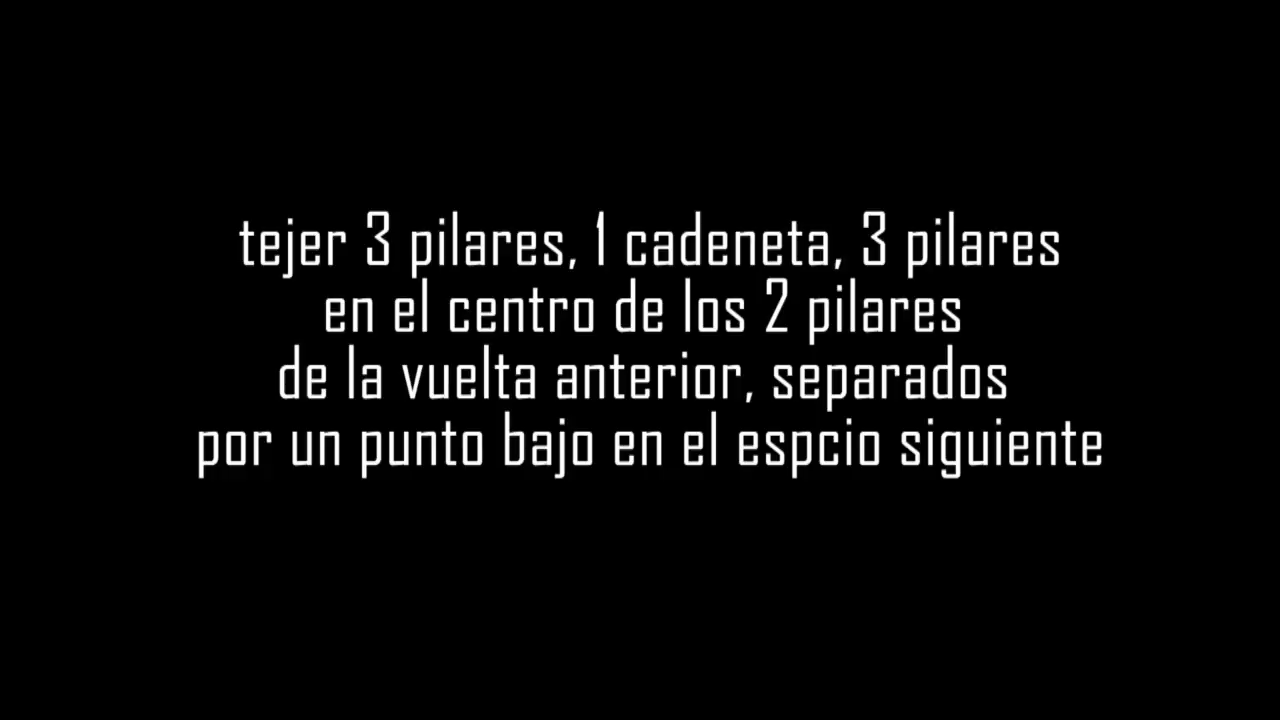 tejer 3 pilares, 1 cadeneta, 3 pilares
en el centro de los 2 pilares
de la vuelta anterior, separados
por un punto bajo en el espcio siguiente